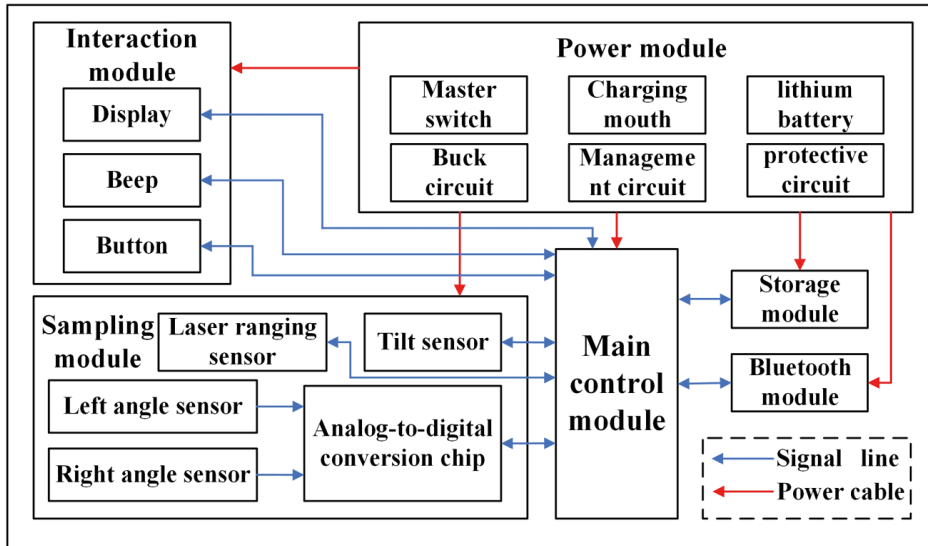 Interaction
module
Display
Beep
Button
Power module
Master
switch
Charging
mouth
lithium
battery
Buck
circuit
Manageme
nt circuit
protective
circuit
Sampling
module
Laser ranging
sensor
Tilt sensor
Left angle sensor
Right angle sensor
Analog-to-digital
conversion chip
Main
control
module
Storage
module
Bluetooth
module
Signal line
Power cable